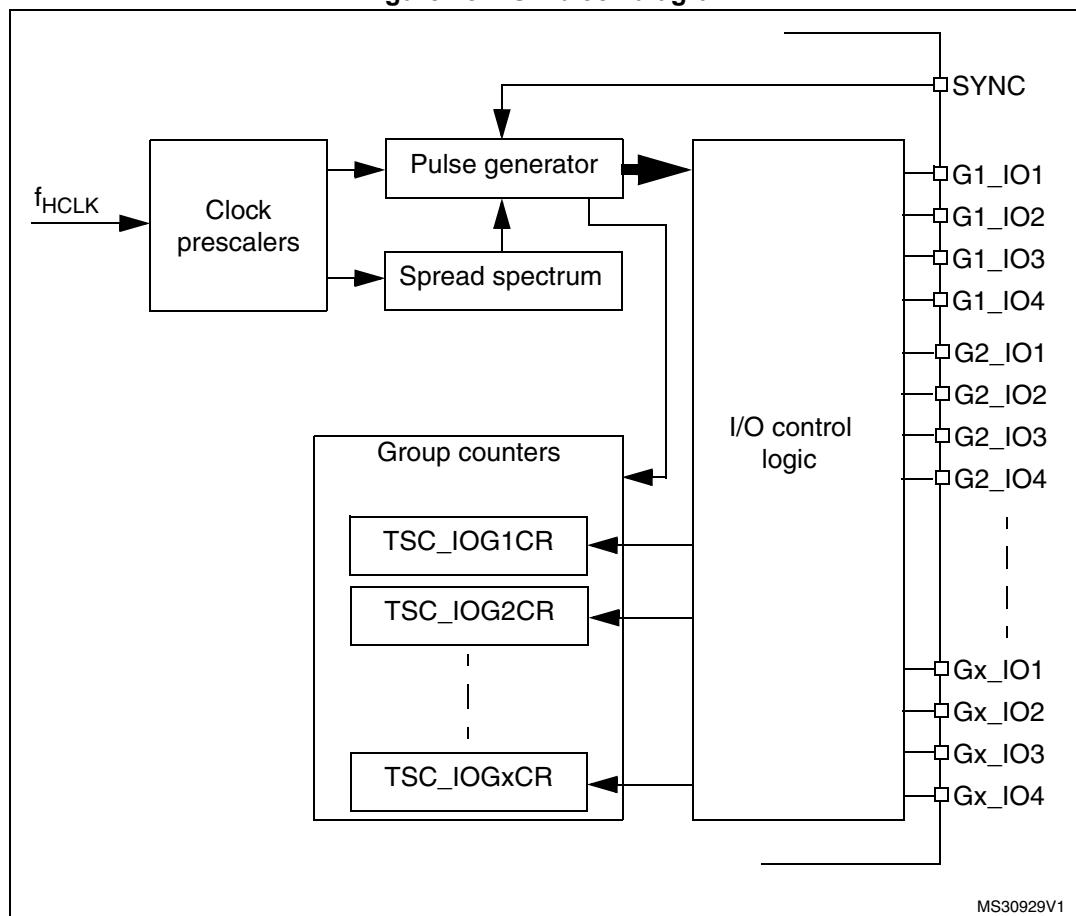 SYNC
Pulse generator
G1_IO1
fHCLK
Clock
prescalers
G1_IO2
G1_IO3
Spread spectrum
G1_IO4
G2_IO1
G2_IO2
I/O control
logic
G2_IO3
Group counters
G2_IO4
TSC_IOG1CR
TSC_IOG2CR
Gx_IO1
Gx_IO2
Gx_IO3
TSC_IOGxCR
Gx_IO4
MS30929V1